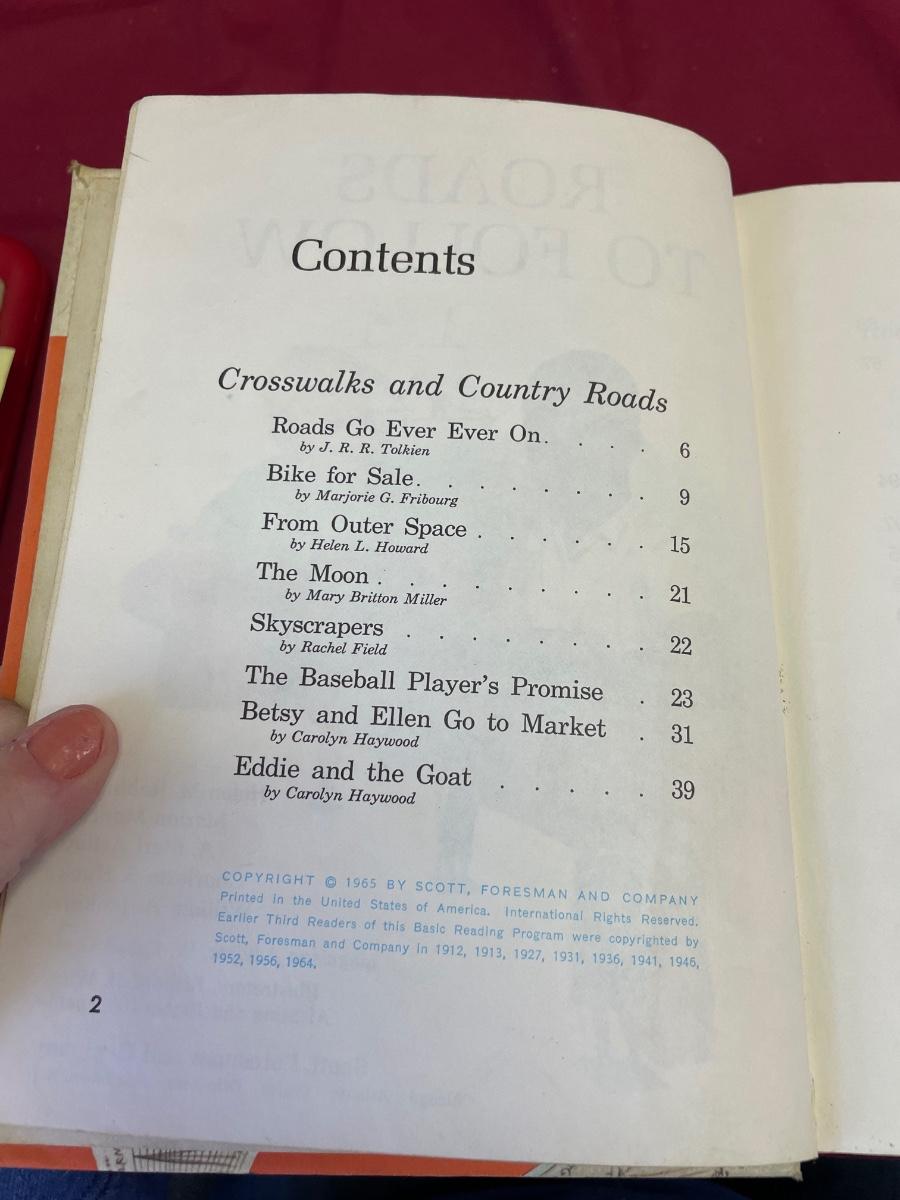 Contents
Crosswalks and Country Roads
Roads Go Ever Ever On. . . . 6
by J. R. R. Tolkien
Bike for Sale. . . . . . . . 9
by Marjorie G. Fribourg
From Outer Space . . . . . . 15
by Helen L. Howard
The Moon . . . . . . . . . 21
by Mary Britton Miller
Skyscrapers . . . . . . . . 22
by Rachel Field
The Baseball Player's Promise . 23
Betsy and Ellen Go to Market . 31
by Carolyn Haywood
Eddie and the Goat . . . . . 39
by Carolyn Haywood
COPYRIGHT © 1965 BY SCOTT, FORESMAN AND COMPANY
Printed in the United States of America. International Rights Reserved.
Earlier Third Readers of this Basic Reading Program were copyrighted by
Scott, Foresman and Company in 1912, 1913, 1927, 1931, 1936, 1941, 1946,
1952, 1956, 1964.
2